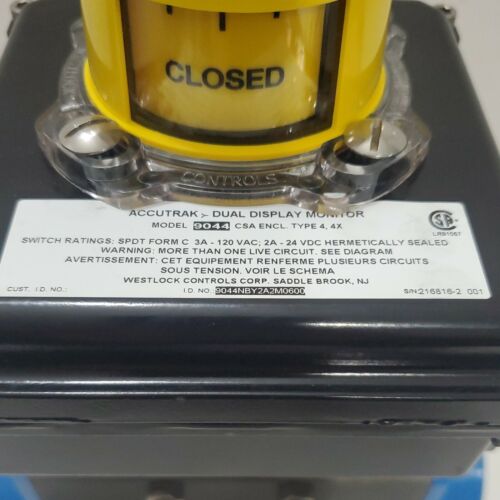 CLOSED
CONTROLS
ACCUTRAK > DUAL DISPLAY MONITOR
MODEL 9044 CSA ENCL. TYPE 4, 4X
LR91567
SWITCH RATINGS: SPDT FORM C 3A - 120 VAC; 2A - 24 VDC HERMETICALLY SEALED
WARNING: MORE THAN ONE LIVE CIRCUIT. SEE DIAGRAM
AVERTISSEMENT: CET EQUIPEMENT RENFERME PLUSIEURS CIRCUITS
SOUS TENSION. VOIR LE SCHEMA
WESTLOCK CONTROLS CORP. SADDLE BROOK, NJ
CUST. I.D. NO.: I.D. NO. 9044NBY2A2M0600 S/N:216816-2 001